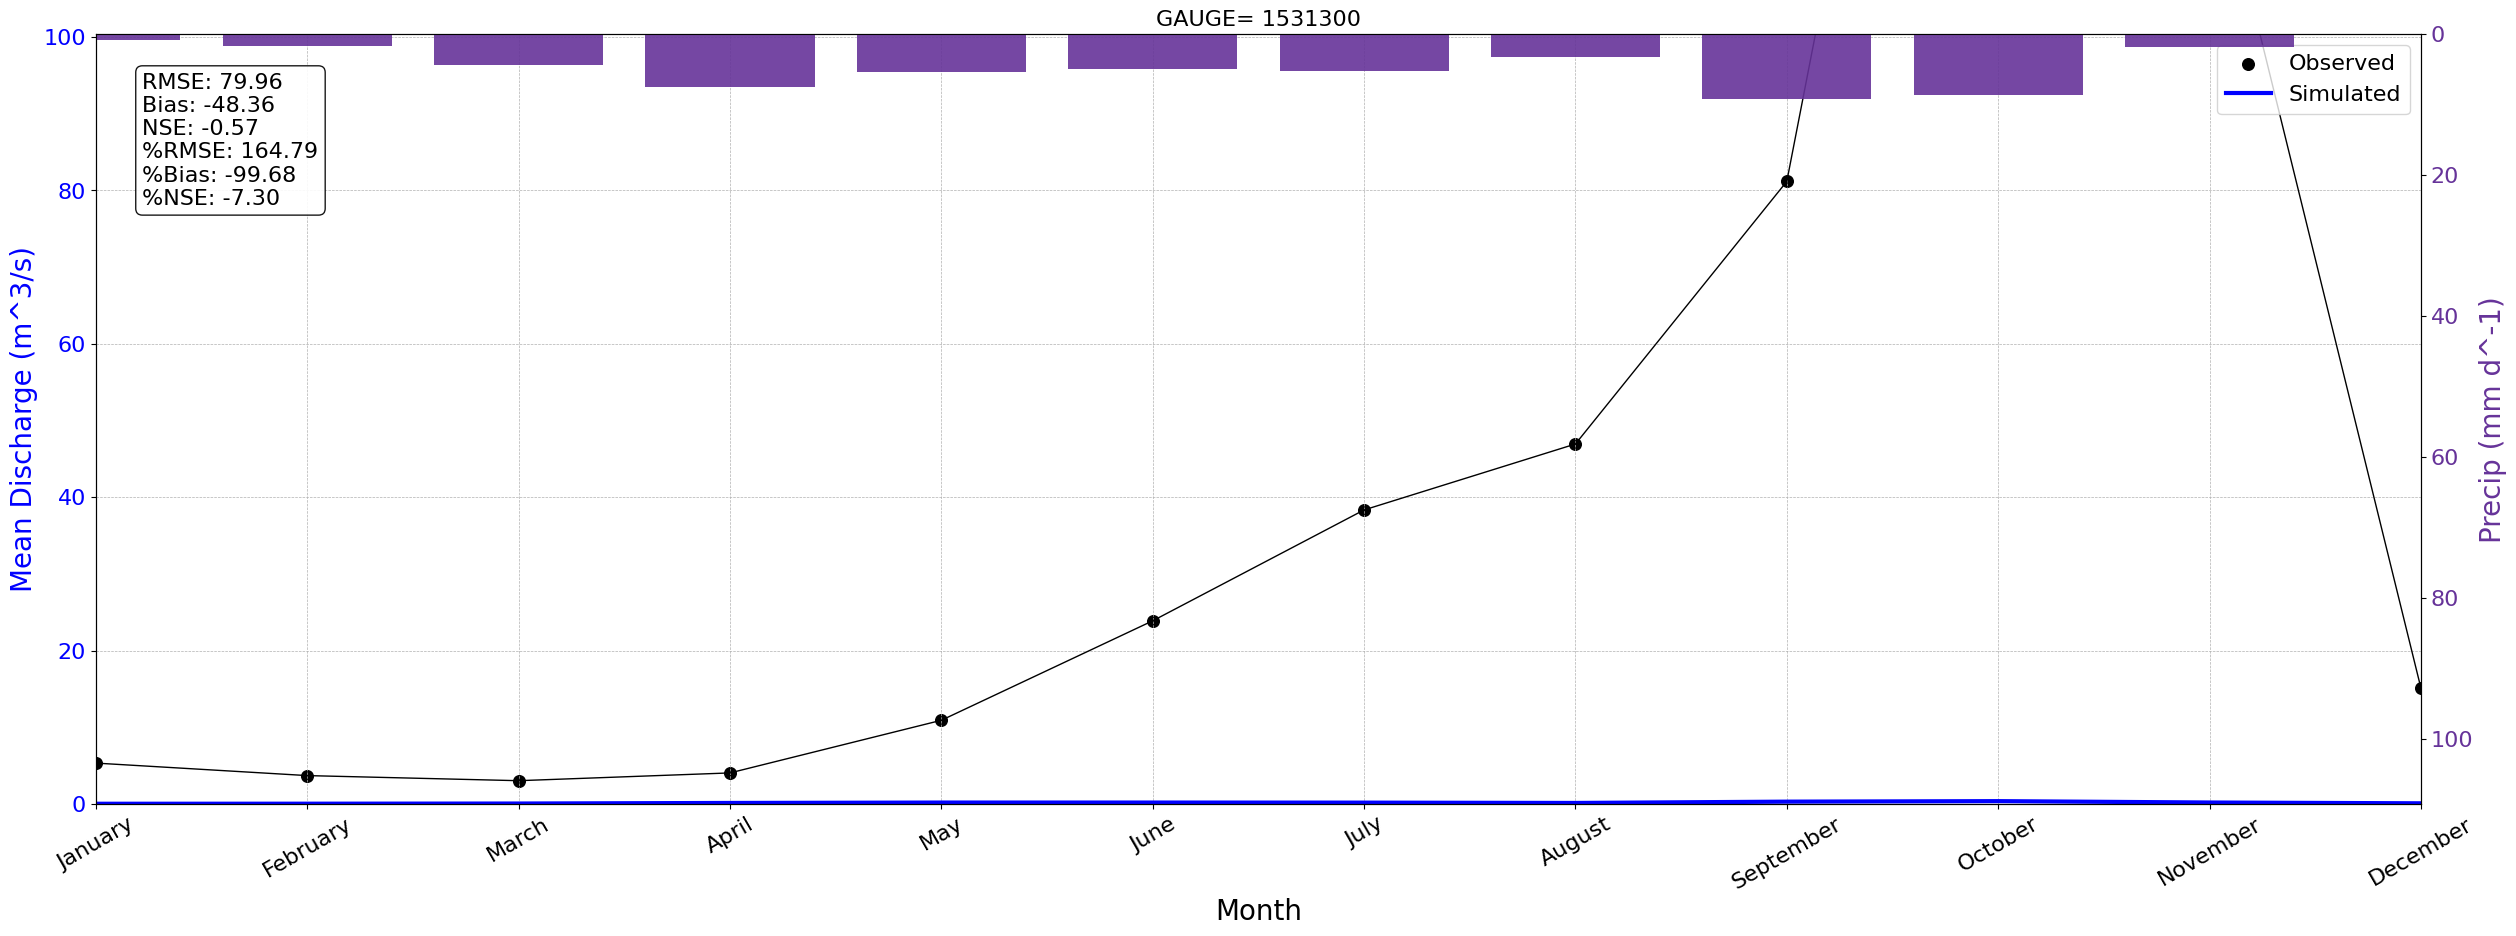 GAUGE= 1531300
100
80
60
40
20
0
Mean Discharge (m^3/s)
RMSE: 79.96
Bias: -48.36
NSE: -0.57
%RMSE: 164.79
%Bias: -99.68
%NSE: -7.30
Observed
Simulated
0
20
40
60
80
100
Precip (mm d^-1)
January
February
March
April
May
June
July
August
September
October
November
December
Month